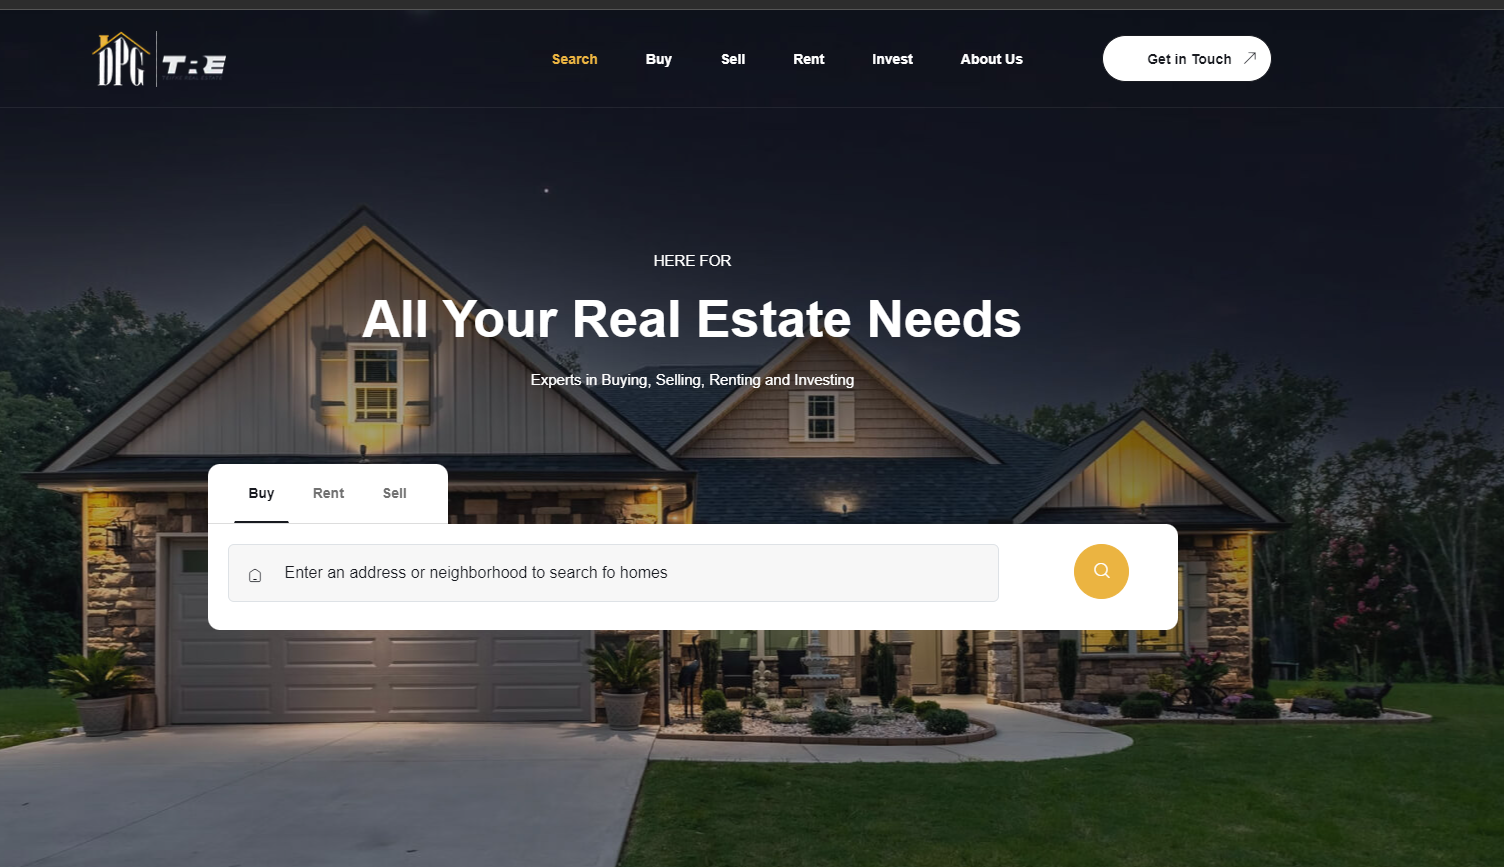 DPG TRE
Search Buy Sell Rent Invest About Us Get in Touch
HERE FOR
All Your Real Estate Needs
Experts in Buying, Selling, Renting and Investing
Buy Rent Sell
Enter an address or neighborhood to search fo homes